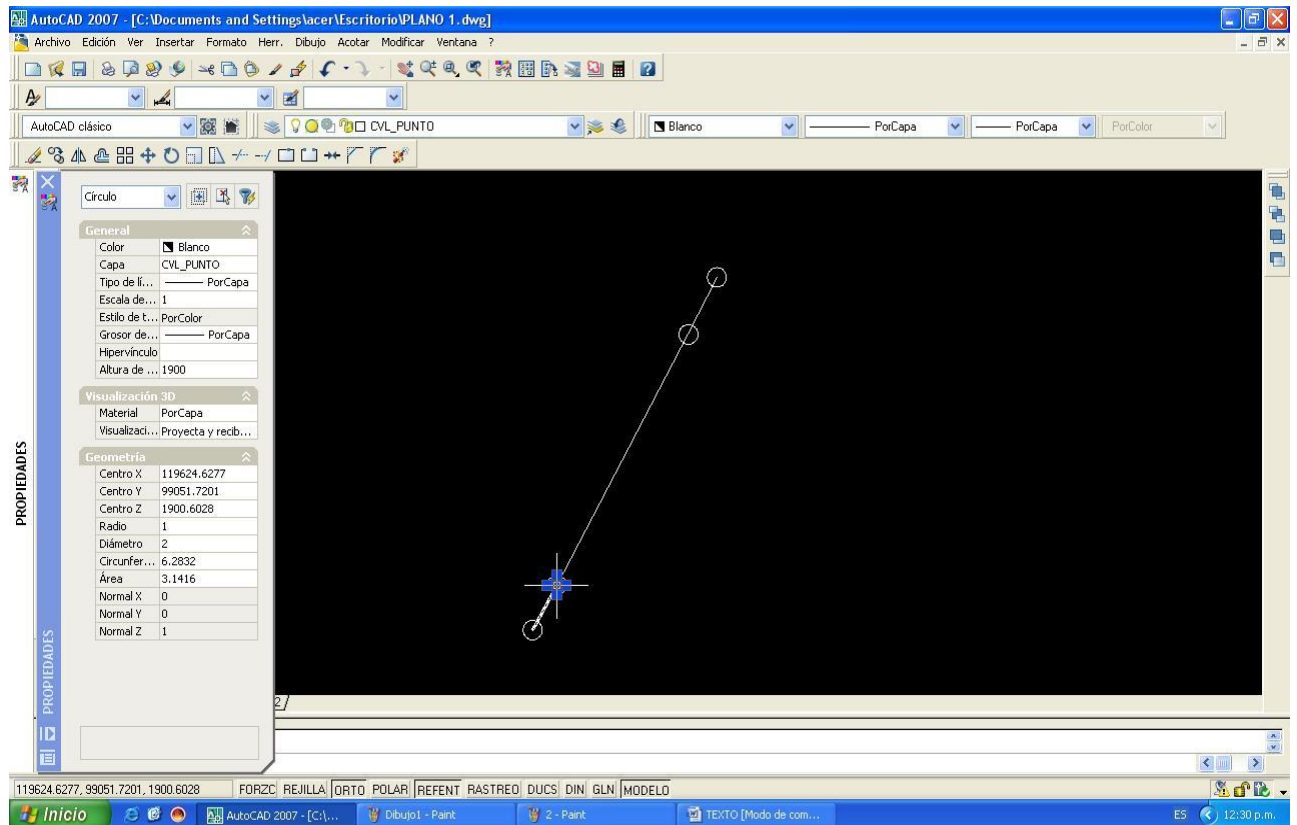 AutoCAD 2007 - [C:\Documents and Settings\acer\Escritorio\PLANO 1.dwg]
Archivo Edición Ver Insertar Formato Herr. Dibujo Acotar Modificar Ventana ?
AutoCAD clásico CVL_PUNTO Blanco PorCapa PorCapa PorColor
Círculo
General
Color Blanco
Capa CVL_PUNTO
Tipo de lí... PorCapa
Escala de... 1
Estilo de t... PorColor
Grosor de... PorCapa
Hipervínculo
Altura de ... 1900
Visualización 3D
Material PorCapa
Visualizaci... Proyecta y recib...
Geometría
Centro X 119624.6277
Centro Y 99051.7201
Centro Z 1900.6028
Radio 1
Diámetro 2
Circunfer... 6.2832
Área 3.1416
Normal X 0
Normal Y 0
Normal Z 1
PROPIEDADES
PROPIEDADES
2
119624.6277, 99051.7201, 1900.6028 FORZC REJILLA ORTO POLAR REFENT RASTREO DUCS DIN GLN MODELO
Inicio AutoCAD 2007 - [C:\... Dibujo1 - Paint 2 - Paint TEXTO [Modo de com... ES 12:30 p.m.